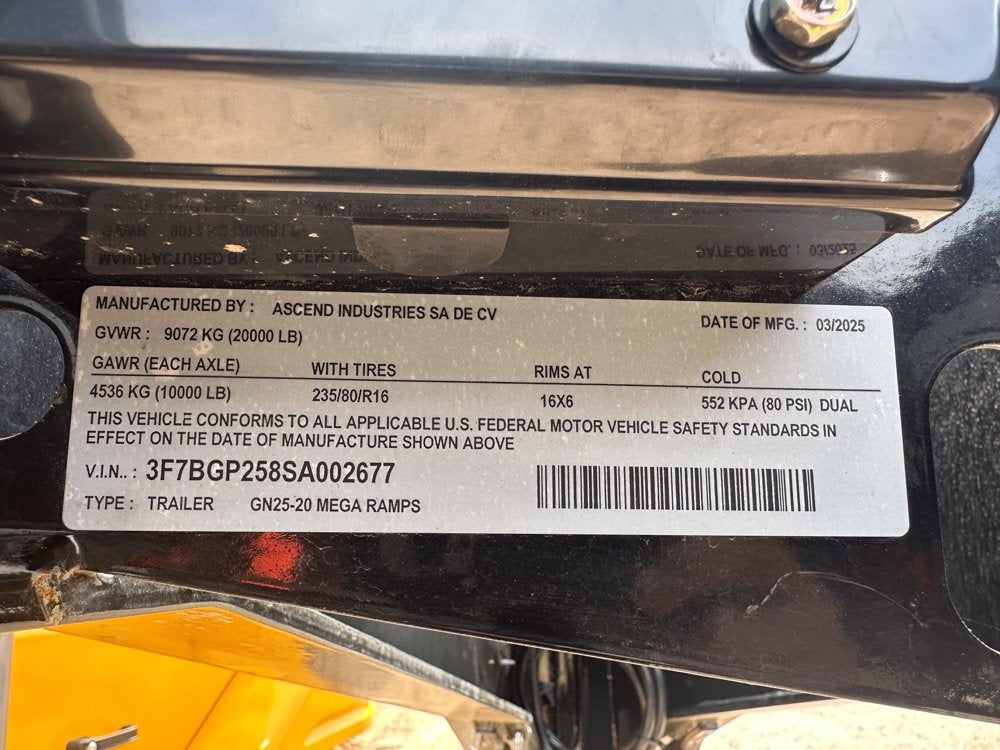 MANUFACTURED BY : ASCEND INDUSTRIES SA DE CV
DATE OF MFG. : 03/2025
GVWR : 9072 KG (20000 LB)
GAWR (EACH AXLE) WITH TIRES RIMS AT COLD
4536 KG (10000 LB) 235/80/R16 16X6 552 KPA (80 PSI) DUAL
THIS VEHICLE CONFORMS TO ALL APPLICABLE U.S. FEDERAL MOTOR VEHICLE SAFETY STANDARDS IN
EFFECT ON THE DATE OF MANUFACTURE SHOWN ABOVE
V.I.N.. : 3F7BGP258SA002677
TYPE : TRAILER GN25-20 MEGA RAMPS